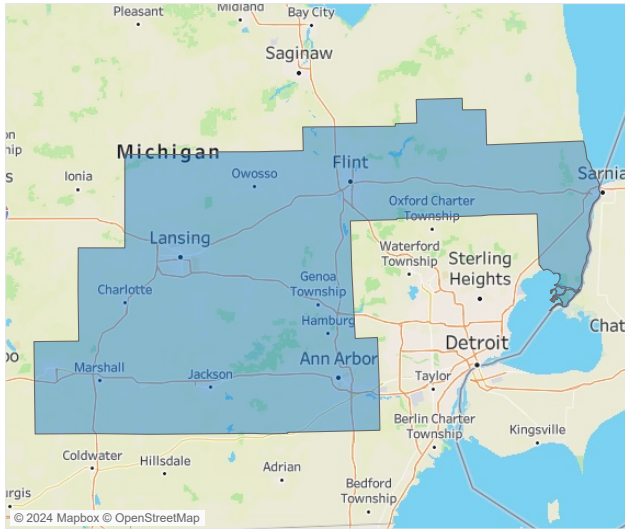 Pleasant
Midland
Bay City
Saginaw
Michigan
Ionia
Owosso
Flint
Sarnia
Oxford Charter
Township
Lansing
Waterford
Township
Sterling
Heights
Charlotte
Genoa
Township
Hamburg
Chat
Detroit
Marshall
Jackson
Ann Arbor
Taylor
Berlin Charter
Township
Kingsville
Coldwater
Hillsdale
Adrian
Bedford
Township
urgis
© 2024 Mapbox © OpenStreetMap